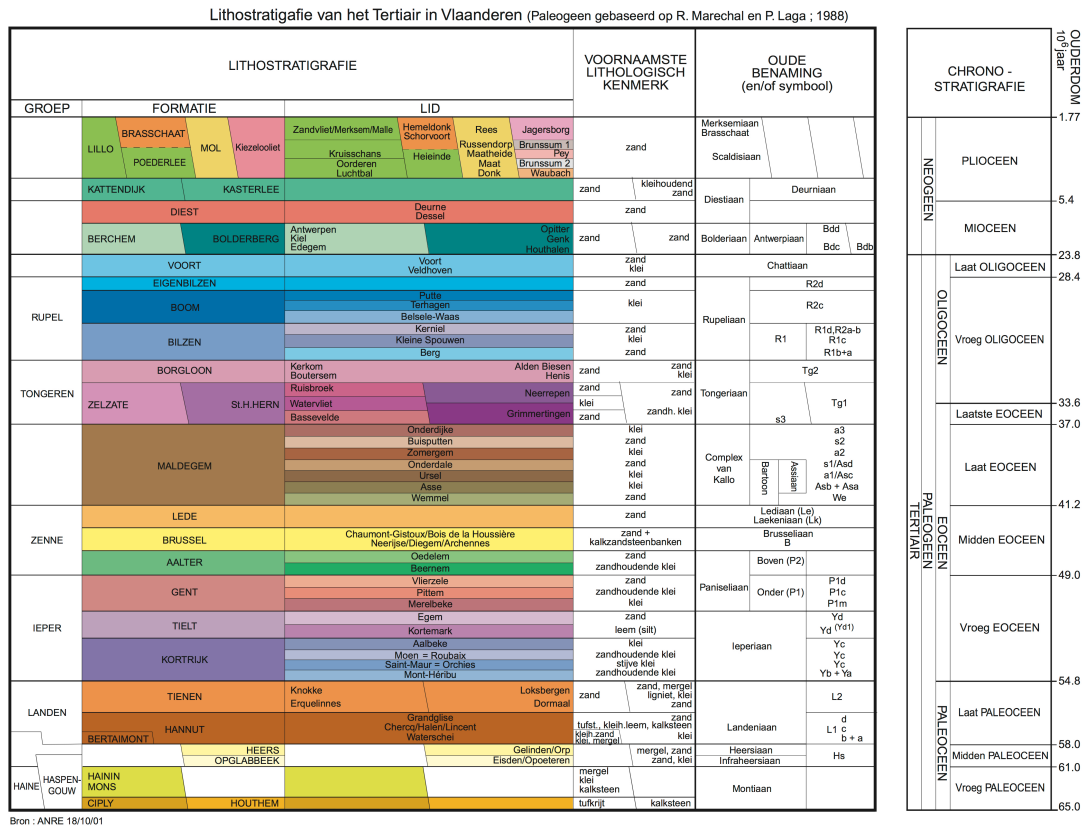 Lithostratigafie van het Tertiair in Vlaanderen (Paleogeen gebaseerd op R. Marechal en P. Laga ; 1988)
LITHOSTRATIGRAFIE
VOORNAAMSTE
LITHOLOGISCH
KENMERK
OUDE
BENAMING
(en/of symbool)
CHRONO -
STRATIGRAFIE
OUDERDOM
10⁶ jaar
GROEP
FORMATIE
LID
LILLO
BRASSCHAAT
POEDERLEE
MOL
Kiezelooliet
Zandvliet/Merksem/Malle
Kruisschans
Oorderen
Luchtbal
Hemeldonk
Schorvoort
Heieinde
Rees
Russendorp
Maatheide
Maat
Donk
Jagersborg
Brunssum 1
Pey
Brunssum 2
Waubach
zand
Merksemiaan
Brasschaat
Scaldisiaan
KATTENDIJK
KASTERLEE
zand
kleihoudend
zand
Diestiaan
Deurniaan
DIEST
Deurne
Dessel
zand
BERCHEM
BOLDERBERG
Antwerpen
Kiel
Edegem
Opitter
Genk
Houthalen
zand
zand
Bolderiaan
Antwerpiaan
Bdd
Bdc
Bdb
VOORT
Voort
Veldhoven
zand
klei
Chattiaan
RUPEL
EIGENBILZEN
zand
R2d
BOOM
Putte
Terhagen
Belsele-Waas
klei
Rupeliaan
R2c
BILZEN
Kerniel
Kleine Spouwen
Berg
zand
klei
zand
R1
R1d,R2a-b
R1c
R1b+a
TONGEREN
BORGLOON
Kerkom
Boutersem
Alden Biesen
Henis
zand
zand
klei
Tongeriaan
Tg2
ZELZATE
St.H.HERN
Ruisbroek
Watervliet
Bassevelde
Neerrepen
Grimmertingen
zand
klei
zand
zand
zandh. klei
Tg1
s3
MALDEGEM
Onderdijke
Buisputten
Zomergem
Onderdale
Ursel
Asse
Wemmel
klei
zand
klei
zand
klei
klei
zand
Complex
van
Kallo
Bartoon
Assiaan
a3
s2
a2
s1/Asd
a1/Asc
Asb + Asa
We
ZENNE
LEDE
zand
Lediaan (Le)
Laekeniaan (Lk)
BRUSSEL
Chaumont-Gistoux/Bois de la Houssière
Neerijse/Diegem/Archennes
zand +
kalkzandsteenbanken
Brusseliaan
B
AALTER
Oedelem
Beernem
zand
zandhoudende klei
Paniseliaan
Boven (P2)
IEPER
GENT
Vlierzele
Pittem
Merelbeke
zand
zandhoudende klei
klei
Onder (P1)
P1d
P1c
P1m
TIELT
Egem
Kortemark
zand
leem (silt)
Ieperiaan
Yd
Yd (Yd1)
KORTRIJK
Aalbeke
Moen = Roubaix
Saint-Maur = Orchies
Mont-Héribu
klei
zandhoudende klei
stijve klei
zandhoudende klei
Yc
Yc
Yc
Yb + Ya
LANDEN
TIENEN
Knokke
Erquelinnes
Loksbergen
Dormaal
zand
zand, mergel
ligniet, klei
zand
Landeniaan
L2
HANNUT
BERTAIMONT
Grandglise
Chercq/Halen/Lincent
Waterschei
zand
tufst., kleih.leem, kalksteen
kleih.zand
klei, mergel
klei
L1
d
c
b + a
HAINE
HASPEN-
GOUW
HEERS
OPGLABBEEK
Gelinden/Orp
Eisden/Opoeteren
mergel, zand
zand, klei
Heersiaan
Infraheersiaan
Hs
HAININ
MONS
mergel
klei
kalksteen
Montiaan
CIPLY
HOUTHEM
tufkrijt
kalksteen
TERTIAIR
NEOGEEN
PALEOGEEN
OLIGOCEEN
EOCEEN
PALEOCEEN
PLIOCEEN
MIOCEEN
Laat OLIGOCEEN
Vroeg OLIGOCEEN
Laatste EOCEEN
Laat EOCEEN
Midden EOCEEN
Vroeg EOCEEN
Laat PALEOCEEN
Midden PALEOCEEN
Vroeg PALEOCEEN
1.77
5.4
23.8
28.4
33.6
37.0
41.2
49.0
54.8
58.0
61.0
65.0
Bron : ANRE 18/10/01